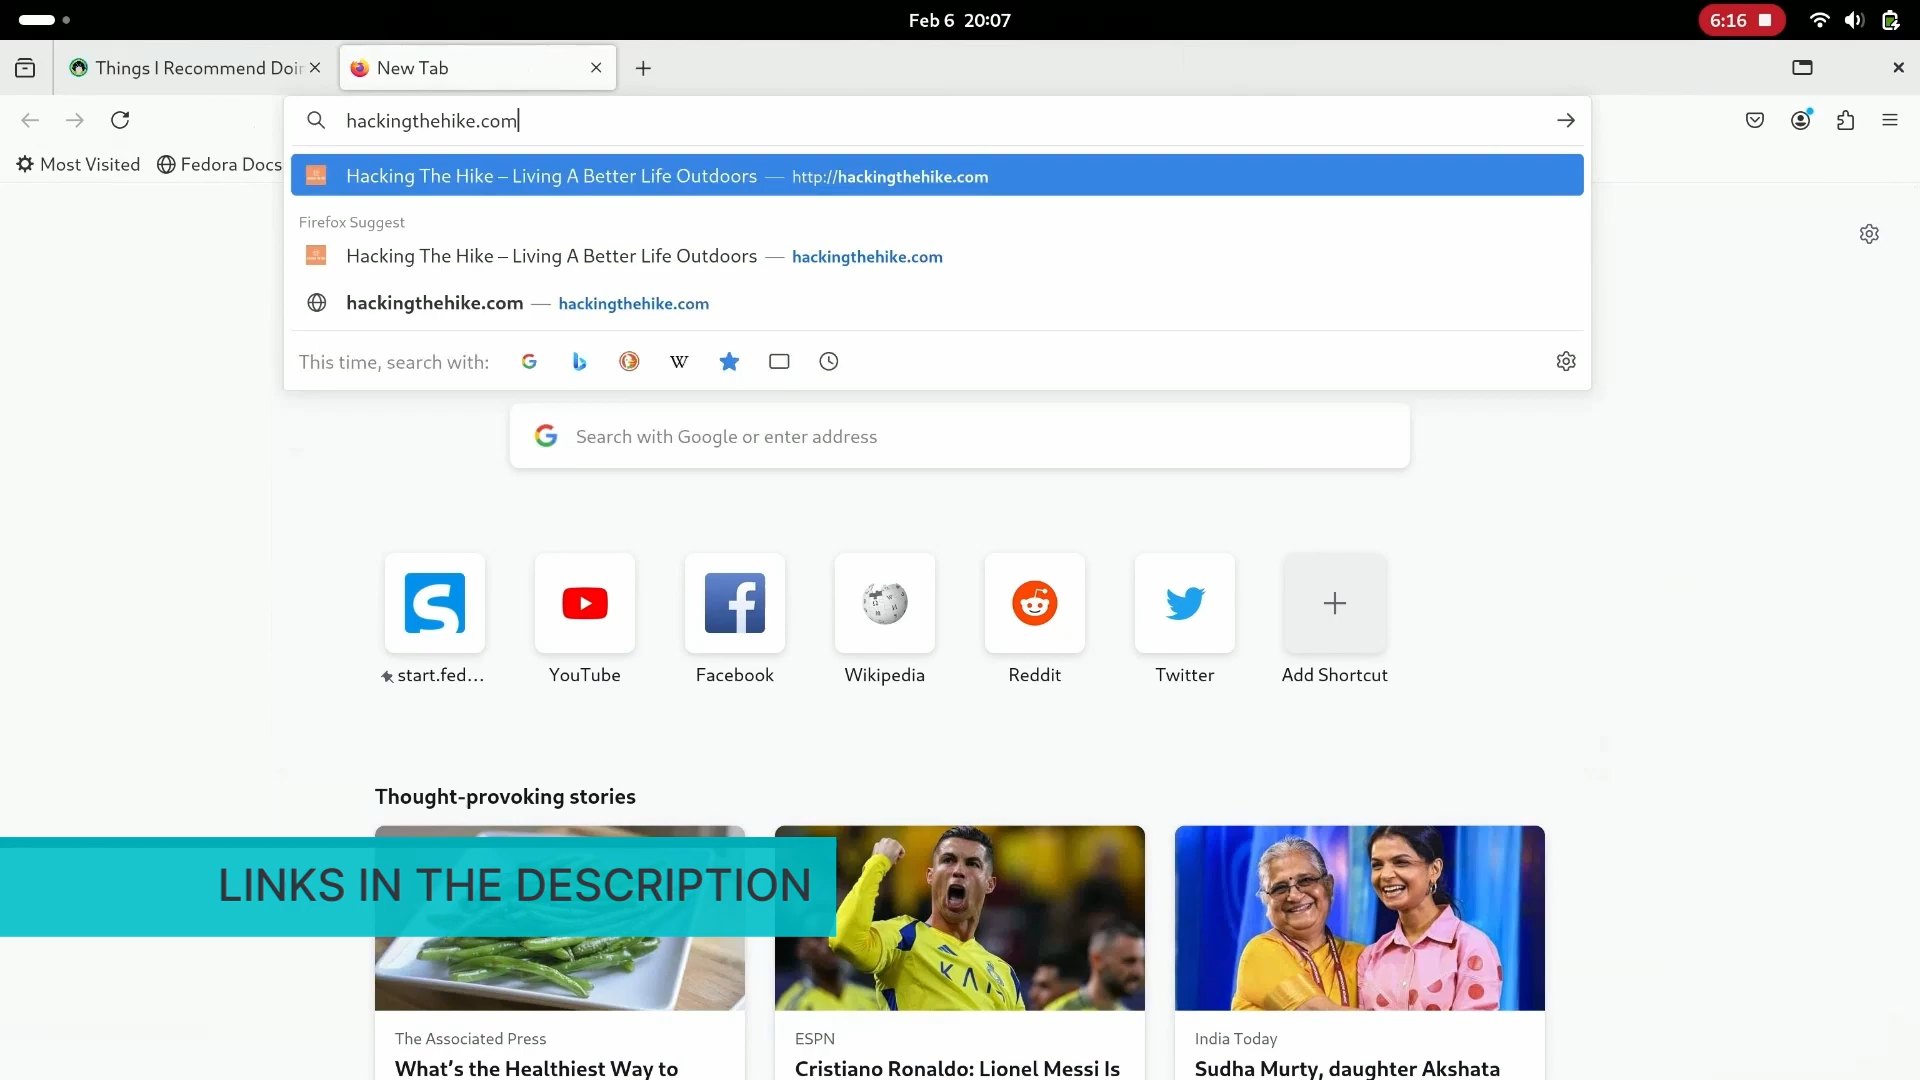 Feb 6 20:07
6:16
Things I Recommend Doin
New Tab
hackingthehike.com
Most Visited
Fedora Docs
Hacking The Hike – Living A Better Life Outdoors — http://hackingthehike.com
Firefox Suggest
Hacking The Hike – Living A Better Life Outdoors — hackingthehike.com
hackingthehike.com — hackingthehike.com
This time, search with:
Search with Google or enter address
start.fed...
YouTube
Facebook
Wikipedia
Reddit
Twitter
Add Shortcut
Thought-provoking stories
LINKS IN THE DESCRIPTION
The Associated Press
ESPN
India Today
What's the Healthiest Way to
Cristiano Ronaldo: Lionel Messi Is
Sudha Murty, daughter Akshata